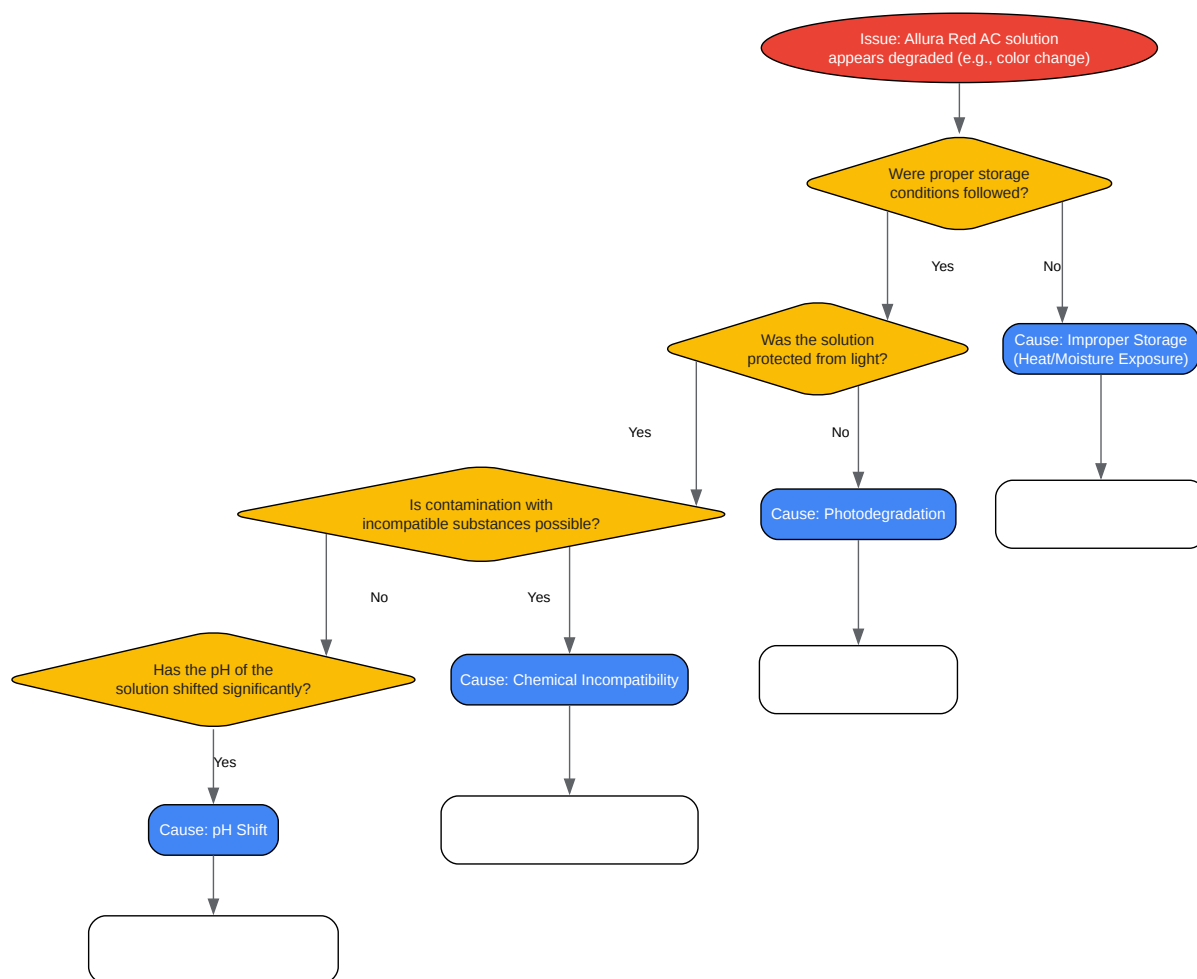 Issue: Allura Red AC solution
appears degraded (e.g., color change)
Were proper storage
conditions followed?
Yes
No
Was the solution
protected from light?
Cause: Improper Storage
(Heat/Moisture Exposure)
Yes
No
Is contamination with
incompatible substances possible?
Cause: Photodegradation
No
Yes
Has the pH of the
solution shifted significantly?
Cause: Chemical Incompatibility
Yes
Cause: pH Shift